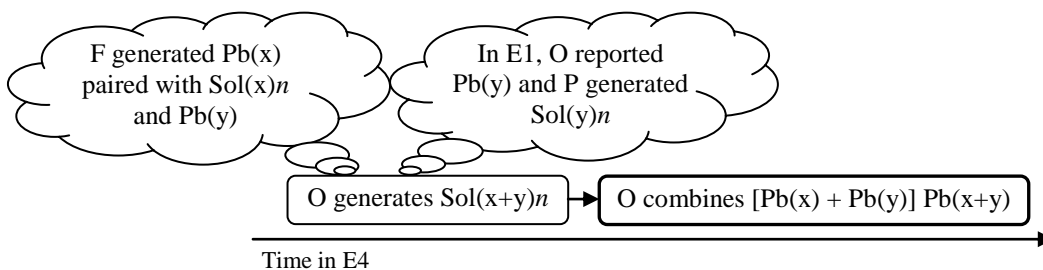 F generated Pb(x)
paired with Sol(x)n
and Pb(y)
In E1, O reported
Pb(y) and P generated
Sol(y)n
O generates Sol(x+y)n
O combines [Pb(x) + Pb(y)] Pb(x+y)
Time in E4